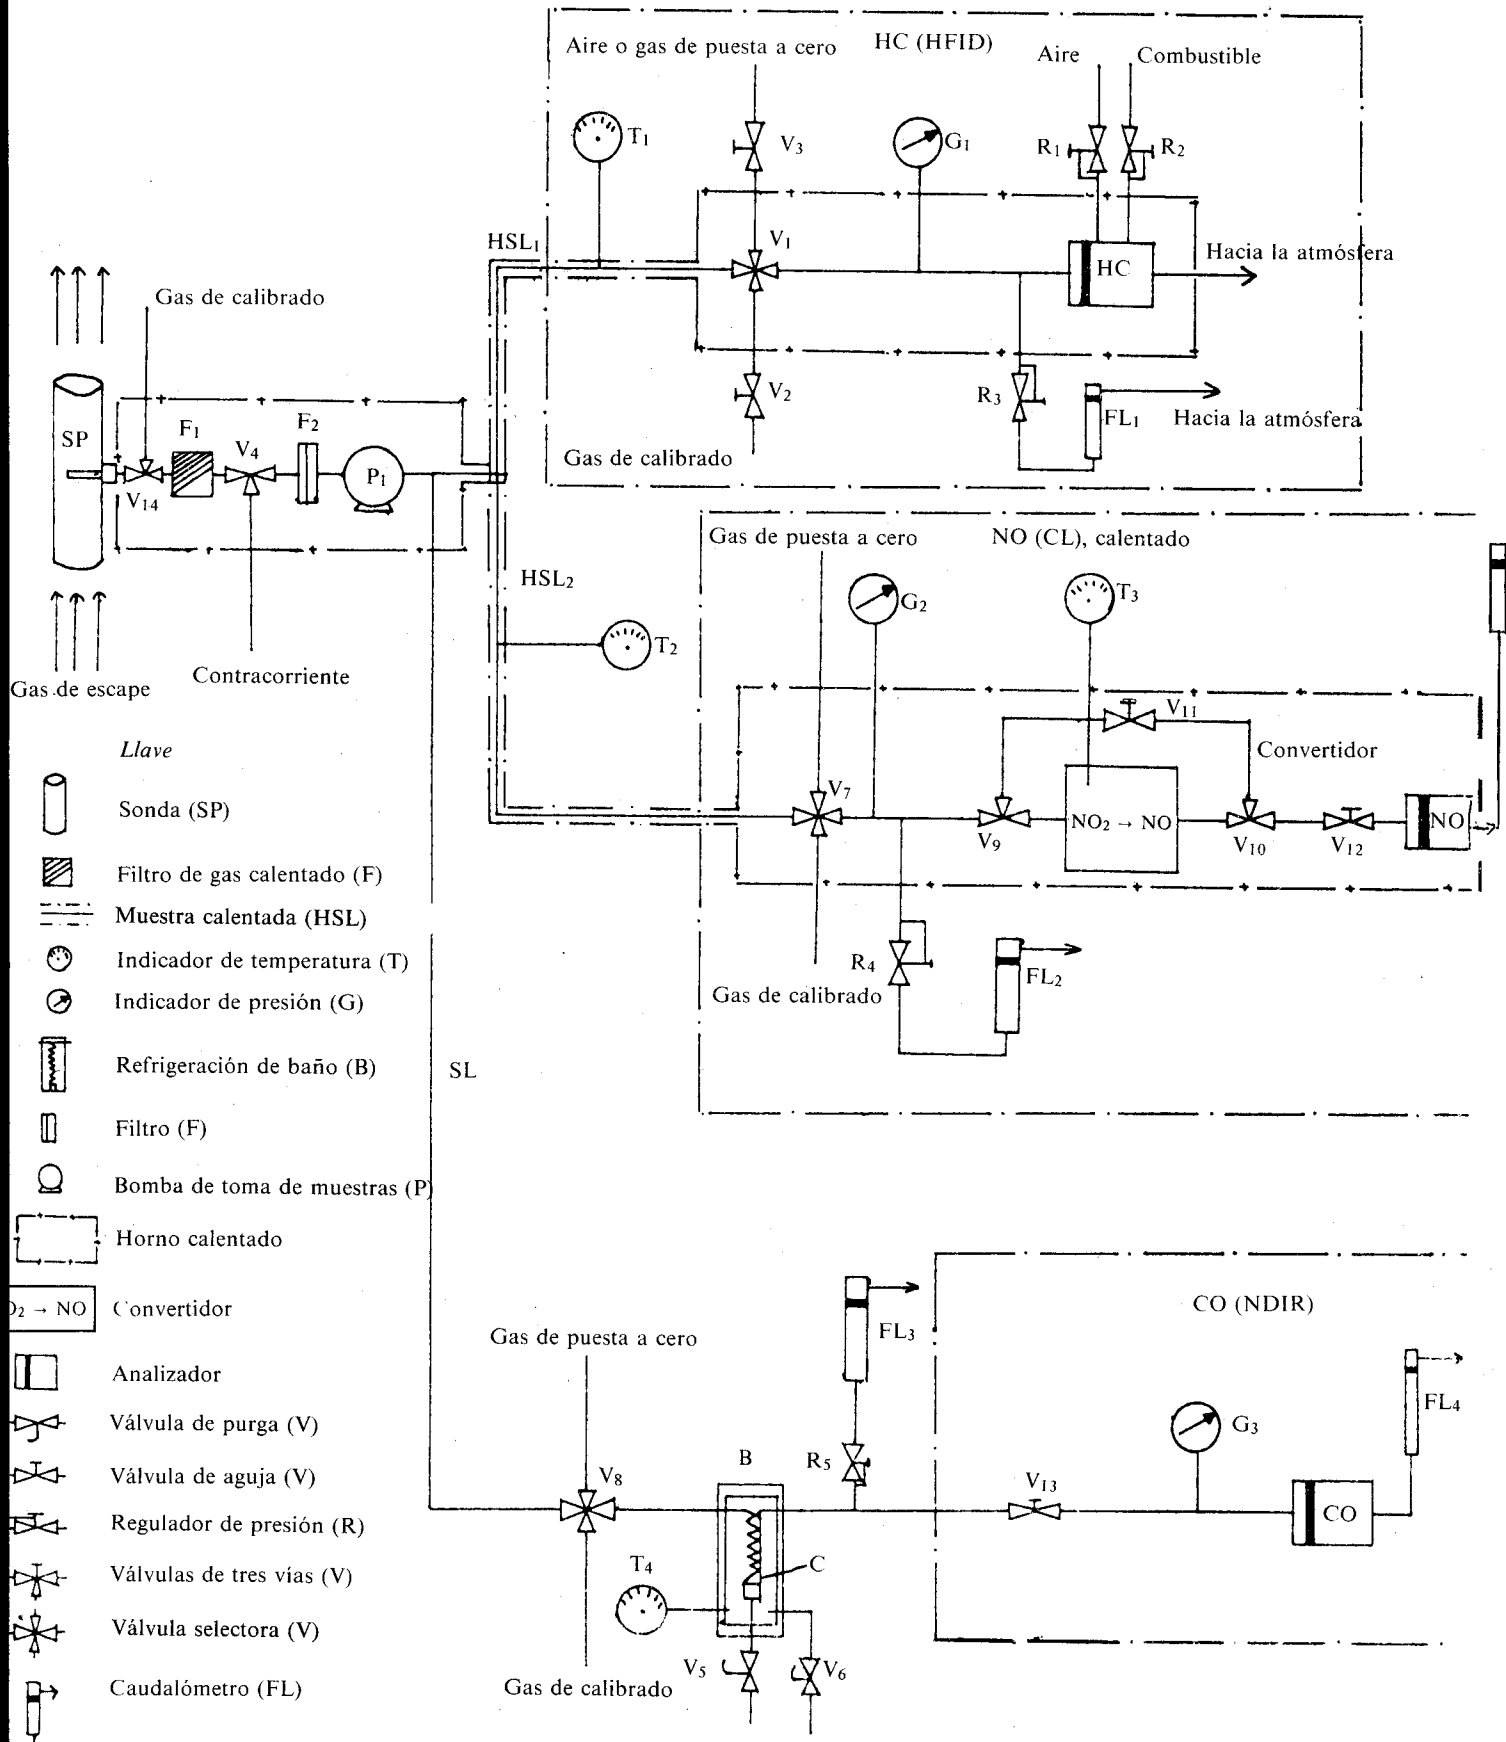 Aire o gas de puesta a cero
HC (HFID)
Aire
Combustible
T1
V3
G1
R1
R2
HSL1
V1
HC
Hacia la atmósfera
Gas de calibrado
SP
F1
V4
F2
P1
V14
V2
R3
FL1
Hacia la atmósfera
Gas de calibrado
Gas de puesta a cero
NO (CL), calentado
HSL2
G2
T3
T2
Gas de escape
Contracorriente
V11
Convertidor
V7
V9
NO2 → NO
V10
V12
NO
R4
FL2
Gas de calibrado
SL
Llave
Sonda (SP)
Filtro de gas calentado (F)
Muestra calentada (HSL)
Indicador de temperatura (T)
Indicador de presión (G)
Refrigeración de baño (B)
Filtro (F)
Bomba de toma de muestras (P)
Horno calentado
O2 → NO
Convertidor
Analizador
Válvula de purga (V)
Válvula de aguja (V)
Regulador de presión (R)
Válvulas de tres vías (V)
Válvula selectora (V)
Caudalómetro (FL)
CO (NDIR)
Gas de puesta a cero
FL3
FL4
G3
B
R5
V8
V13
CO
T4
C
V5
V6
Gas de calibrado